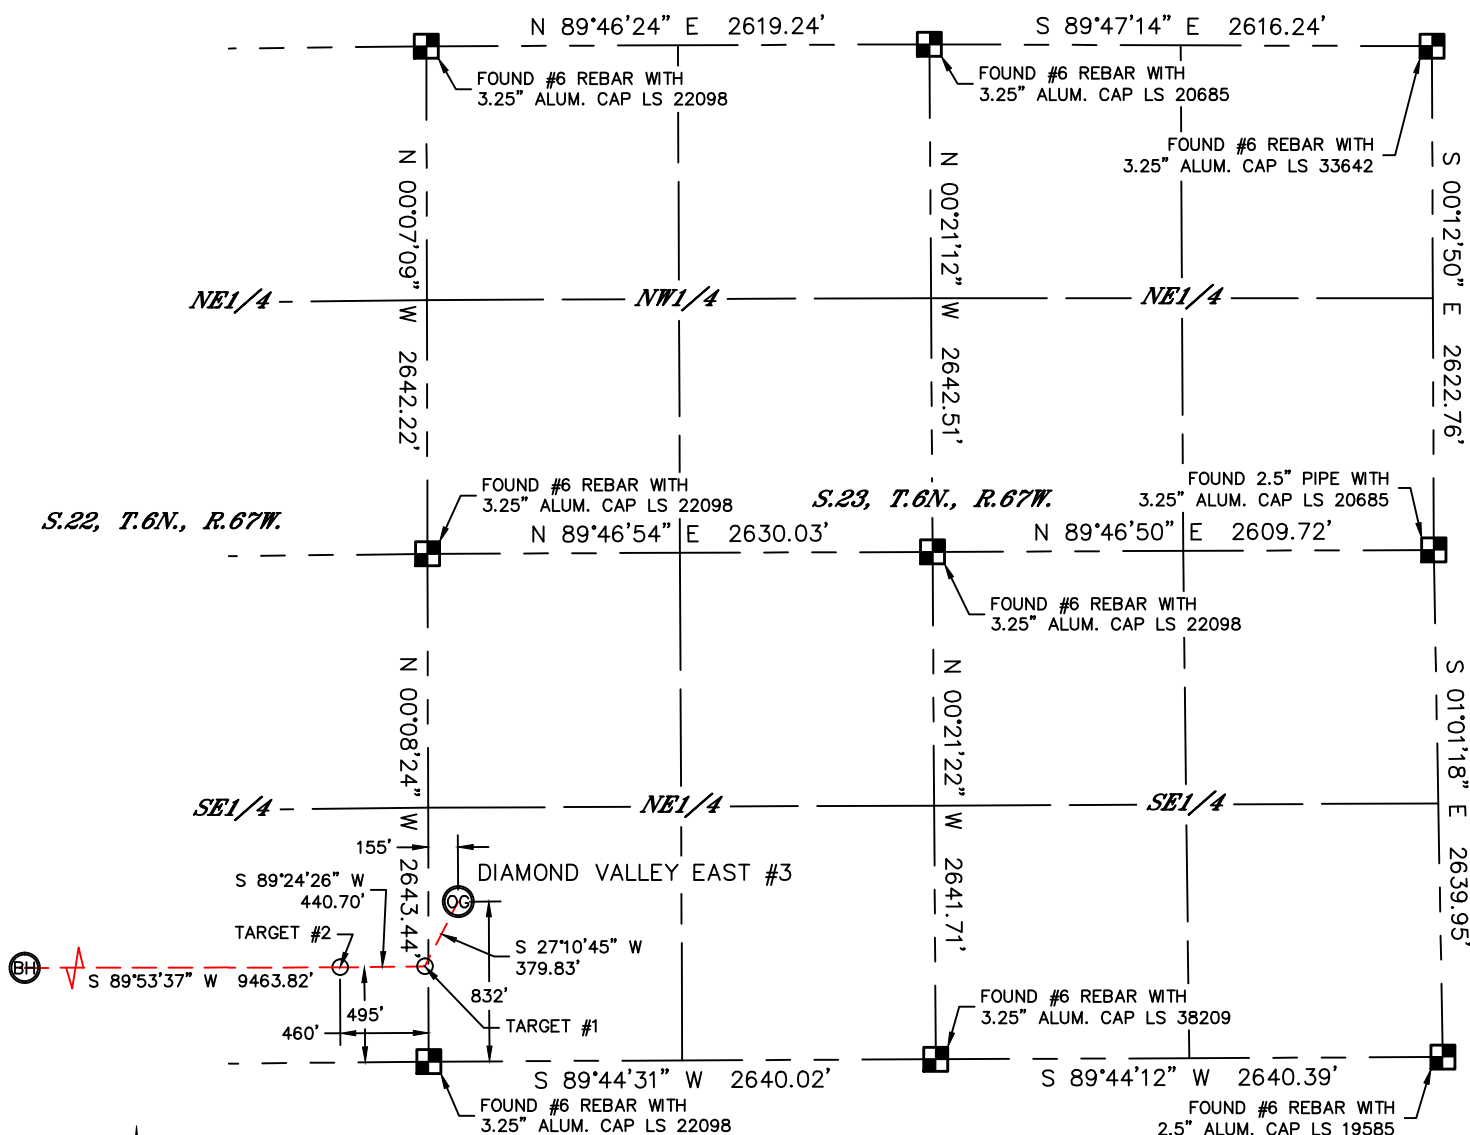 N 89°46'24" E 2619.24'
S 89°47'14" E 2616.24'
FOUND #6 REBAR WITH
3.25" ALUM. CAP LS 22098
FOUND #6 REBAR WITH
3.25" ALUM. CAP LS 20685
FOUND #6 REBAR WITH
3.25" ALUM. CAP LS 33642
N 00°07'09" W 2642.22'
N 00°21'12" W 2642.51'
S 00°12'50" E 2622.76'
NE1/4
NW1/4
NE1/4
FOUND #6 REBAR WITH
3.25" ALUM. CAP LS 22098
FOUND 2.5" PIPE WITH
3.25" ALUM. CAP LS 20685
S.22, T.6N., R.67W.
S.23, T.6N., R.67W.
N 89°46'54" E 2630.03'
N 89°46'50" E 2609.72'
FOUND #6 REBAR WITH
3.25" ALUM. CAP LS 22098
N 00°08'24" W 2643.44'
N 00°21'22" W 2641.71'
S 01°01'18" E 2639.95'
SE1/4
NE1/4
SE1/4
155'
DIAMOND VALLEY EAST #3
S 89°24'26" W
440.70'
OG
TARGET #2
S 27°10'45" W
379.83'
BH
S 89°53'37" W 9463.82'
832'
495'
460'
TARGET #1
FOUND #6 REBAR WITH
3.25" ALUM. CAP LS 38209
S 89°44'31" W 2640.02'
S 89°44'12" W 2640.39'
FOUND #6 REBAR WITH
3.25" ALUM. CAP LS 22098
FOUND #6 REBAR WITH
2.5" ALUM. CAP LS 19585